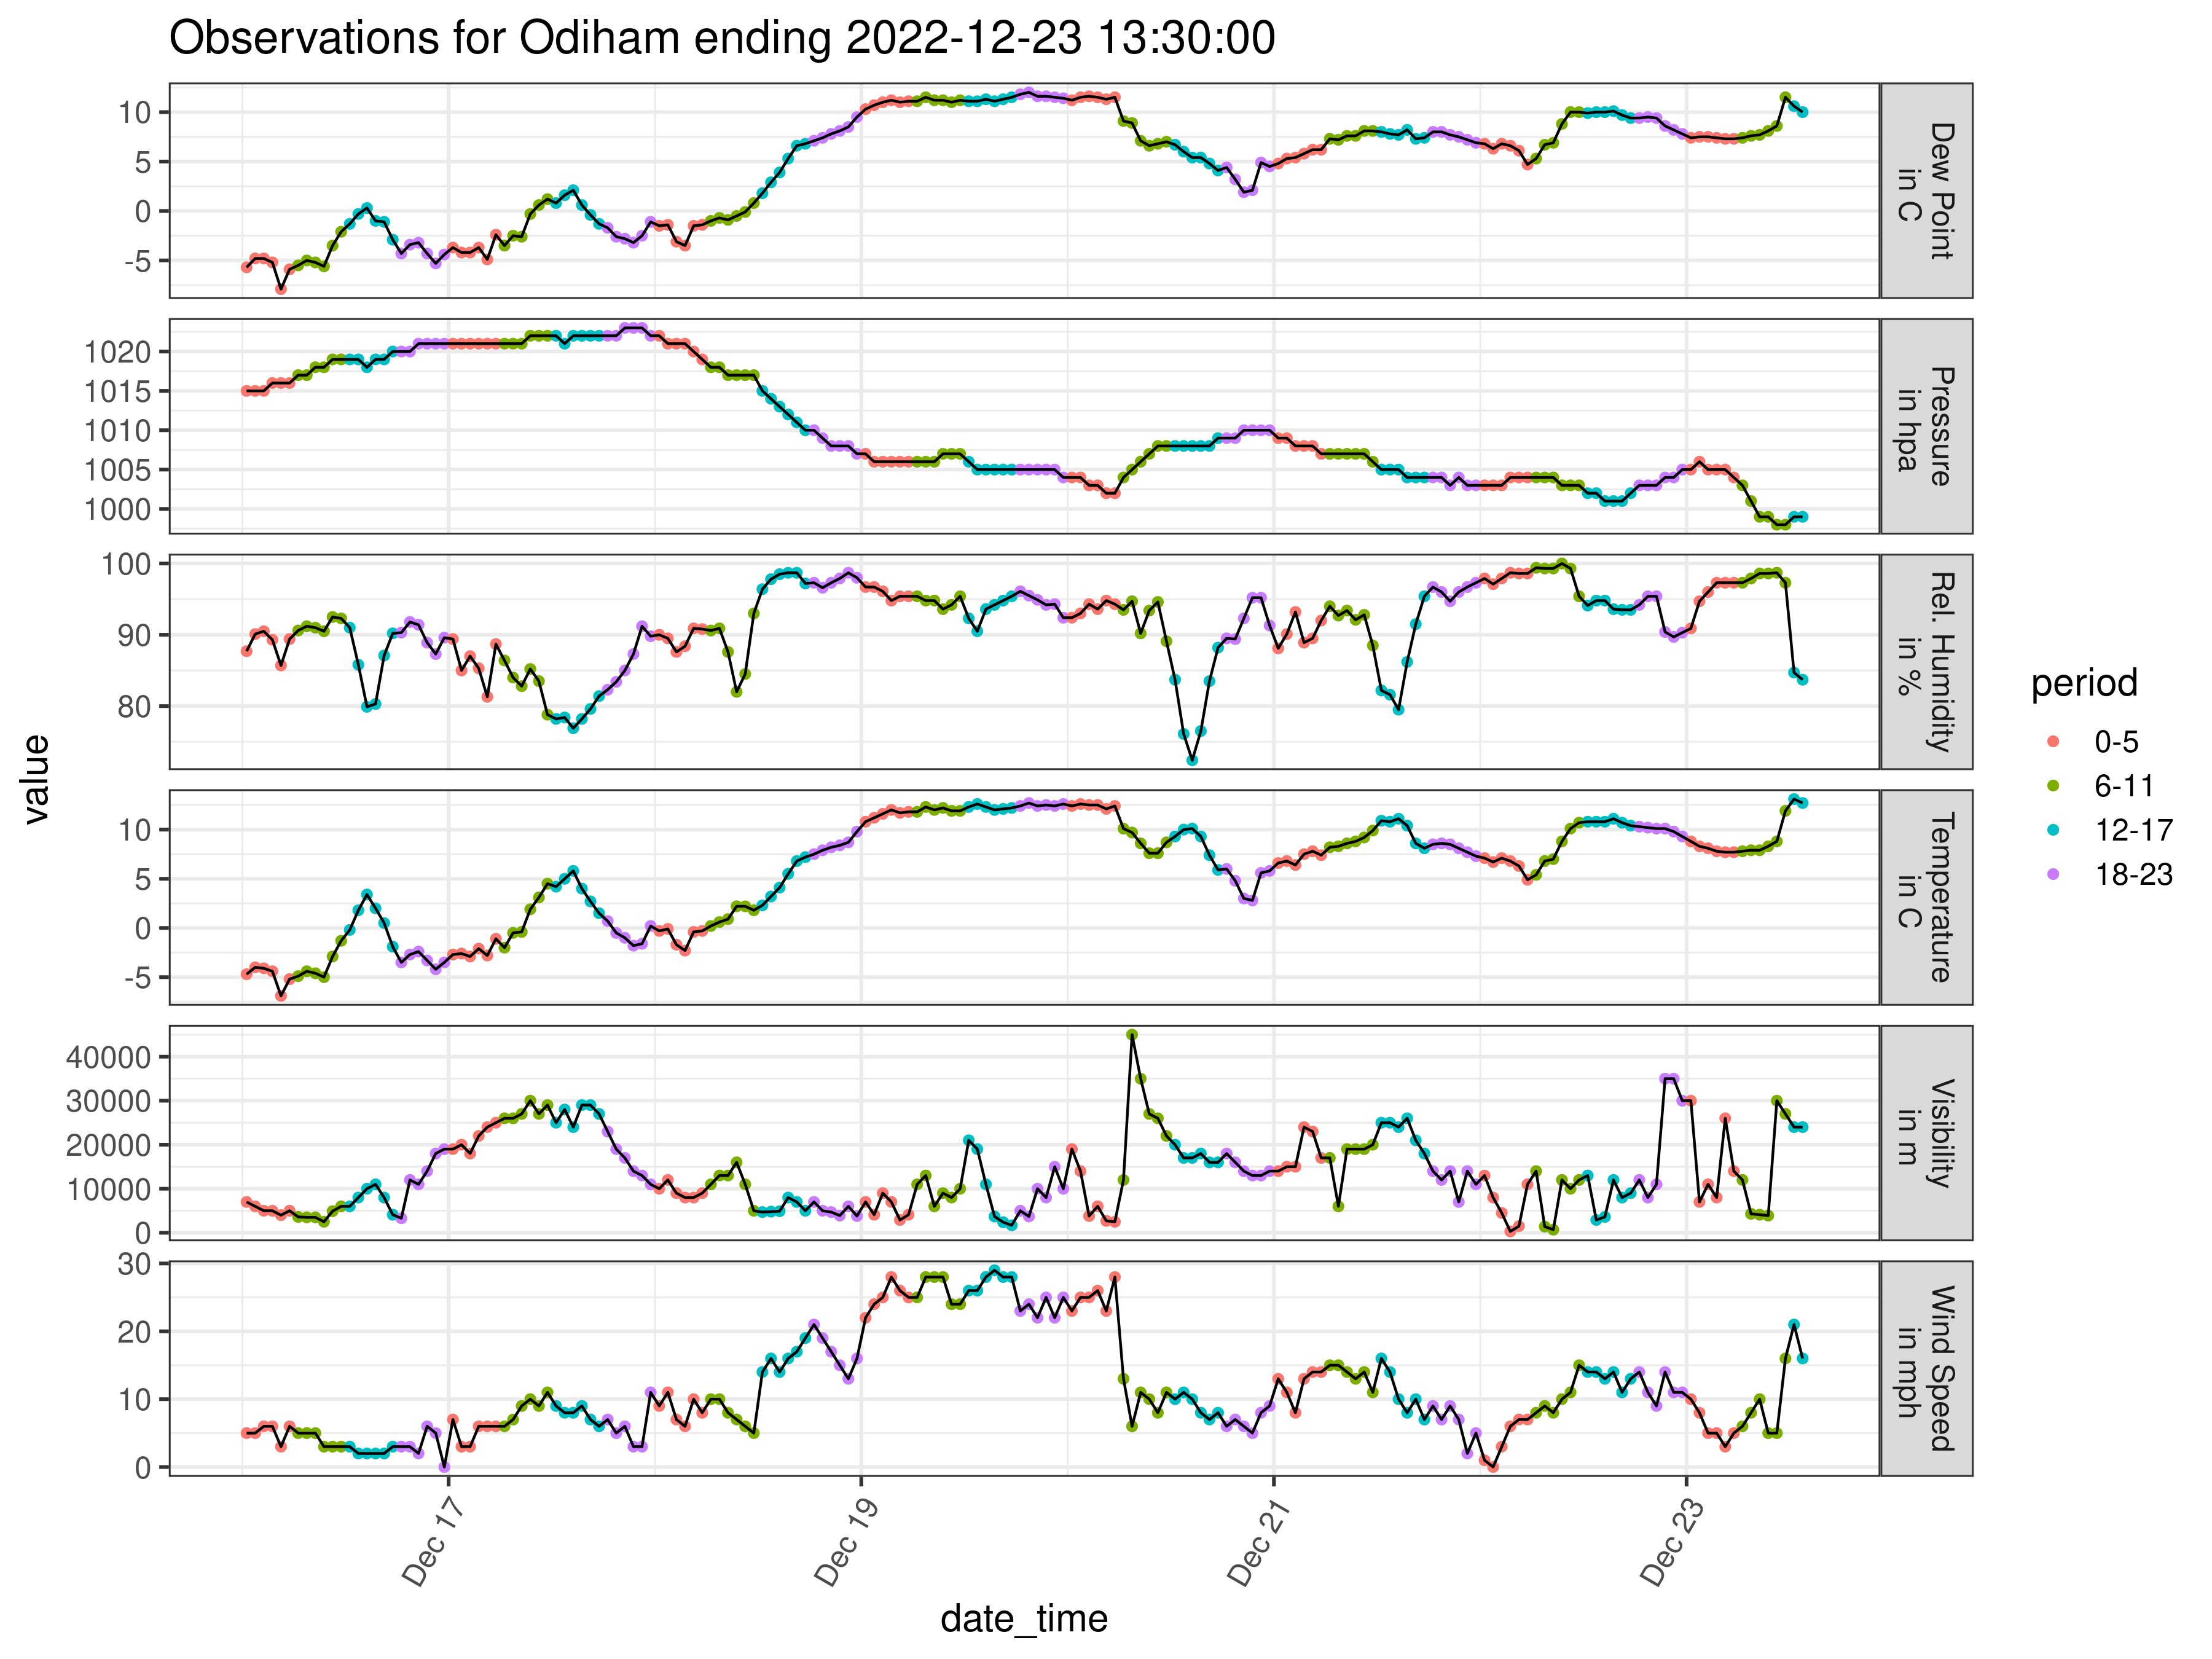 Observations for Odiham ending 2022-12-23 13:30:00
value
10
5
0
-5
Dew Point
in C
1020
1015
1010
1005
1000
Pressure
in hpa
100
90
80
Rel. Humidity
in %
10
5
0
-5
Temperature
in C
40000
30000
20000
10000
0
Visibility
in m
30
20
10
0
Wind Speed
in mph
Dec 17
Dec 19
Dec 21
Dec 23
date_time
period
0-5
6-11
12-17
18-23